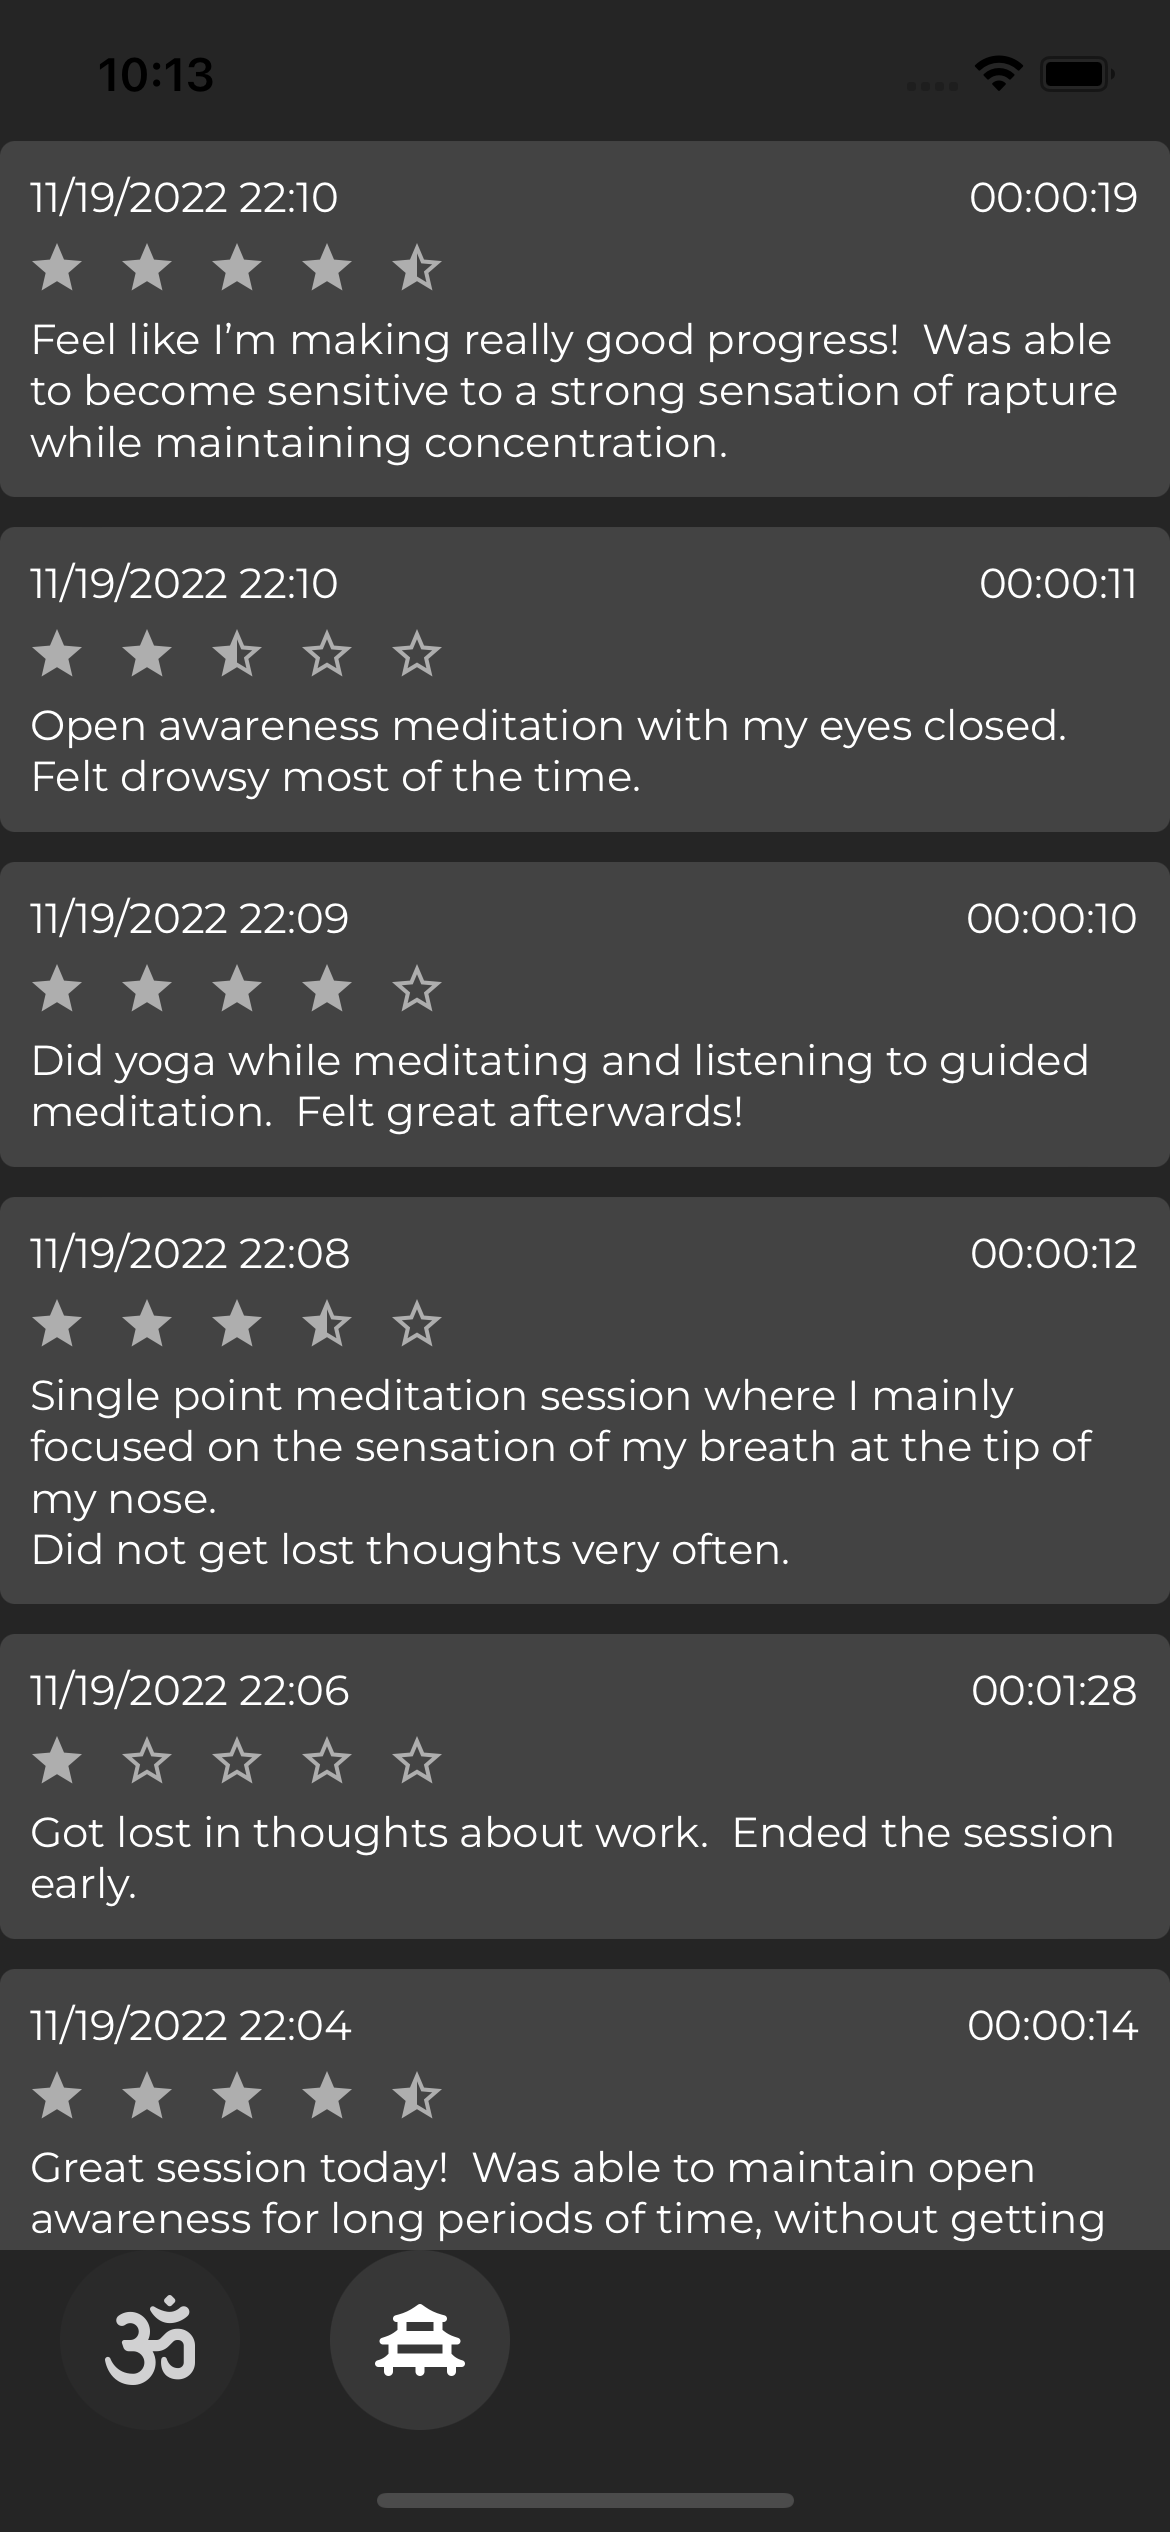 10:13
11/19/2022 22:10 00:00:19
Feel like I’m making really good progress!  Was able
to become sensitive to a strong sensation of rapture
while maintaining concentration.
11/19/2022 22:10 00:00:11
Open awareness meditation with my eyes closed.
Felt drowsy most of the time.
11/19/2022 22:09 00:00:10
Did yoga while meditating and listening to guided
meditation.  Felt great afterwards!
11/19/2022 22:08 00:00:12
Single point meditation session where I mainly
focused on the sensation of my breath at the tip of
my nose.
Did not get lost thoughts very often.
11/19/2022 22:06 00:01:28
Got lost in thoughts about work.  Ended the session
early.
11/19/2022 22:04 00:00:14
Great session today!  Was able to maintain open
awareness for long periods of time, without getting
ॐ